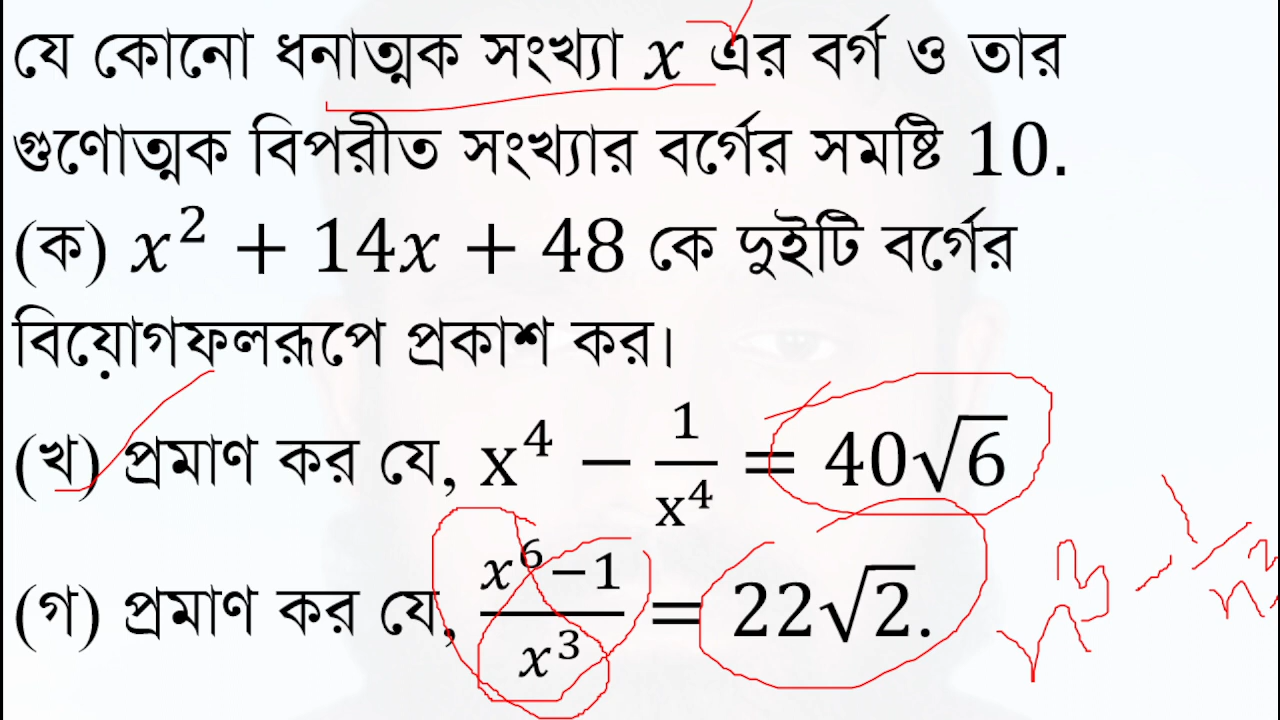 যে কোনো ধনাত্মক সংখ্যা x এর বর্গ ও তার
গুণোত্মক বিপরীত সংখ্যার বর্গের সমষ্টি 10.
(ক) x² + 14x + 48 কে দুইটি বর্গের
বিয়োগফলরূপে প্রকাশ কর।
(খ) প্রমাণ কর যে, x⁴ − 1/x⁴ = 40√6
(গ) প্রমাণ কর যে, x⁶−1/x³ = 22√2.